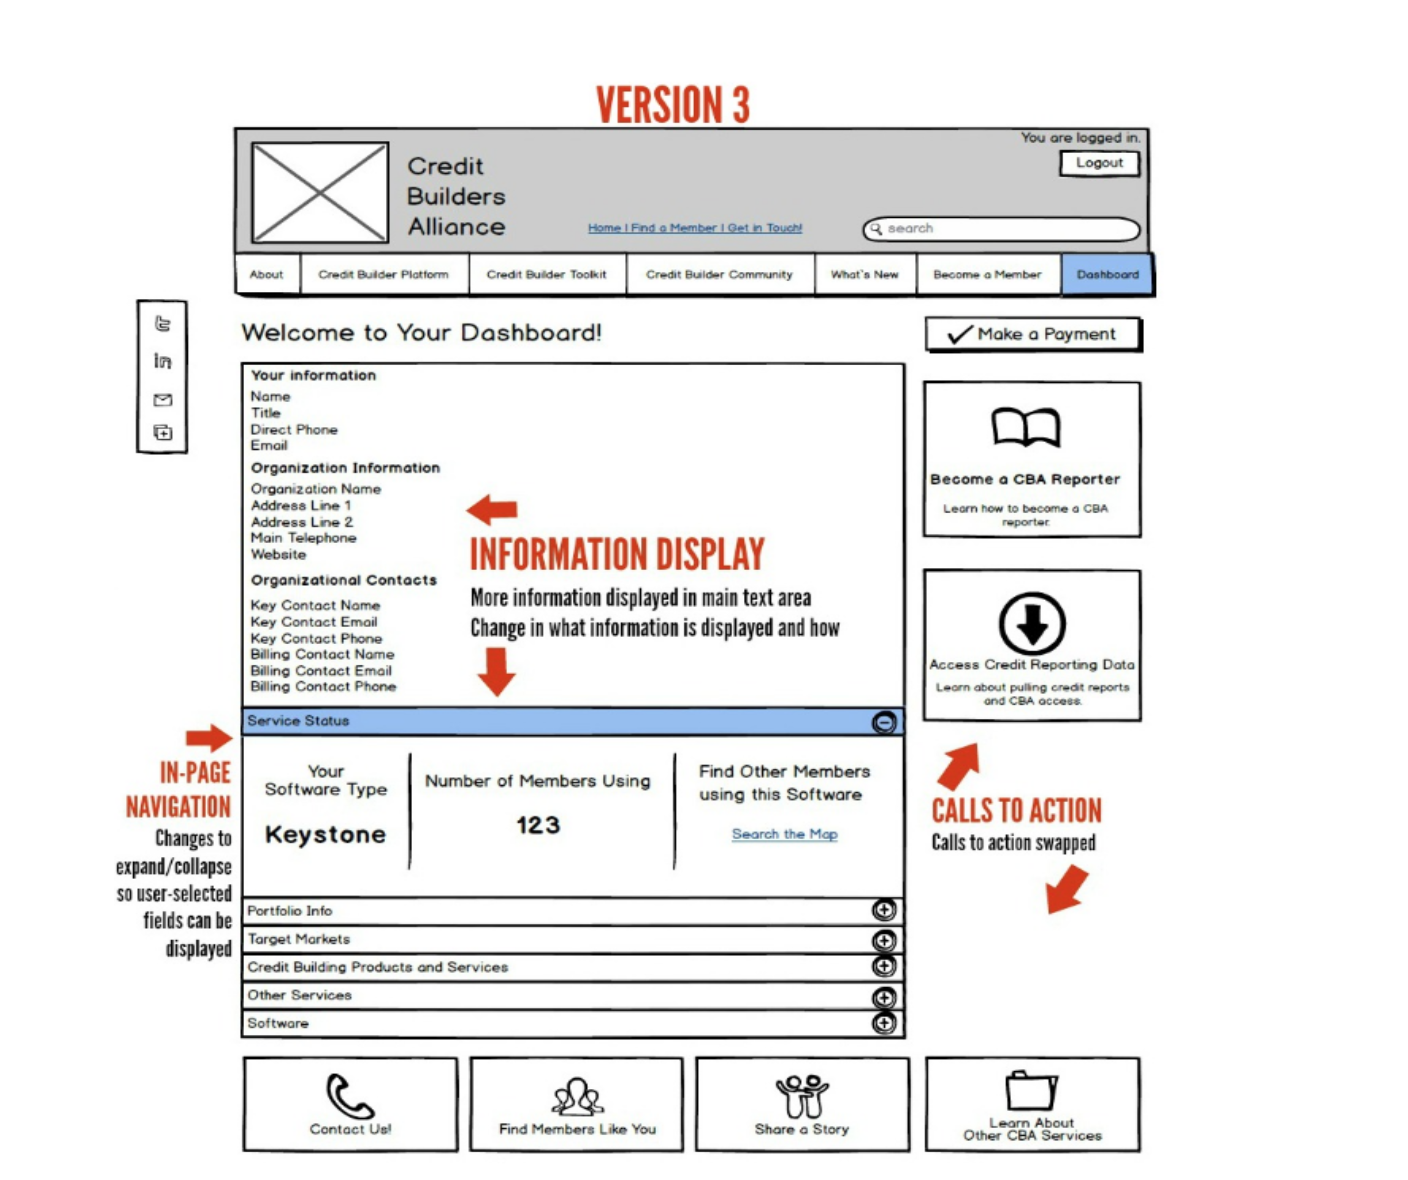 VERSION 3
You are logged in.
Logout
Credit
Builders
Alliance
Home | Find a Member | Get in Touch!
search
About
Credit Builder Platform
Credit Builder Toolkit
Credit Builder Community
What's New
Become a Member
Dashboard
Welcome to Your Dashboard!
Make a Payment
Your information
Name
Title
Direct Phone
Email
Organization Information
Organization Name
Address Line 1
Address Line 2
Main Telephone
Website
Organizational Contacts
Key Contact Name
Key Contact Email
Key Contact Phone
Billing Contact Name
Billing Contact Email
Billing Contact Phone
INFORMATION DISPLAY
More information displayed in main text area
Change in what information is displayed and how
Become a CBA Reporter
Learn how to become a CBA
reporter.
Access Credit Reporting Data
Learn about pulling credit reports
and CBA access.
Service Status
IN-PAGE
NAVIGATION
Changes to
expand/collapse
so user-selected
fields can be
displayed
Your
Software Type
Keystone
Number of Members Using
123
Find Other Members
using this Software
Search the Map
CALLS TO ACTION
Calls to action swapped
Portfolio Info
Target Markets
Credit Building Products and Services
Other Services
Software
Contact Us!
Find Members Like You
Share a Story
Learn About
Other CBA Services